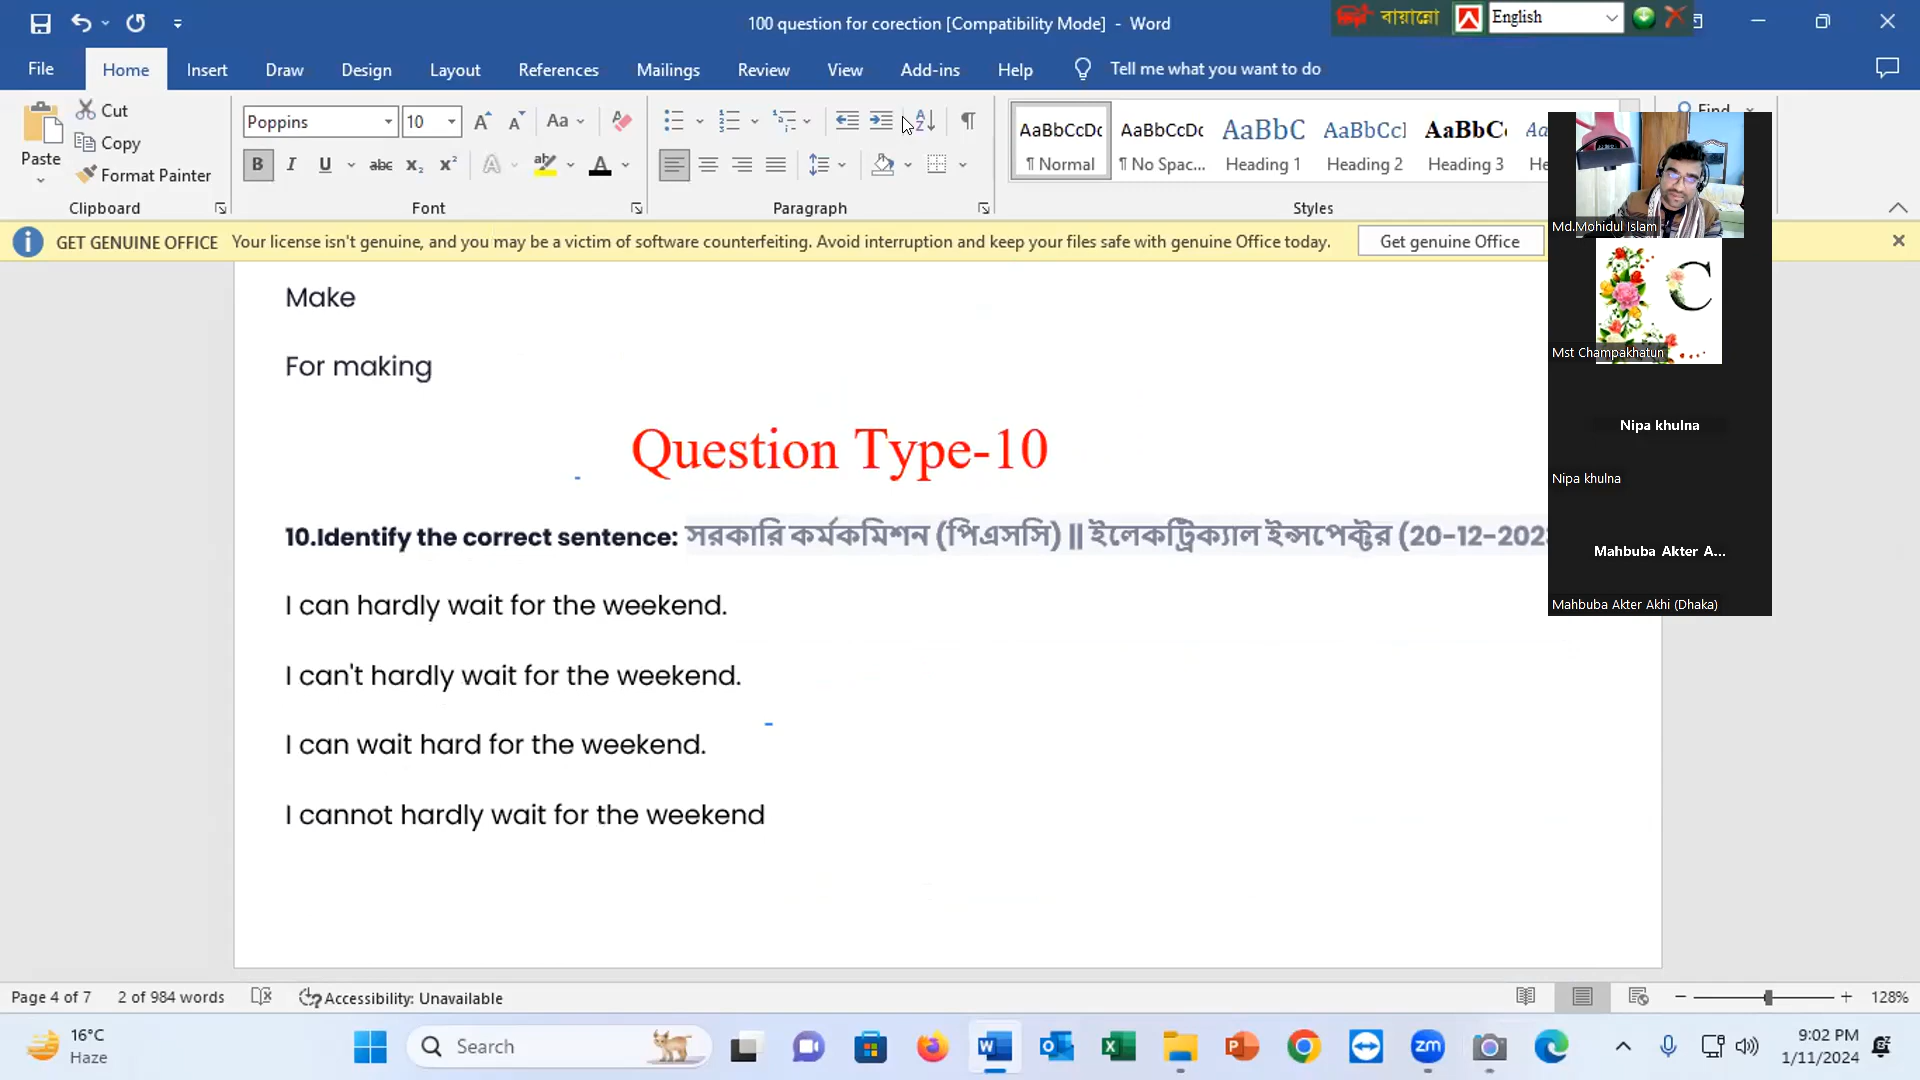 100 question for corection [Compatibility Mode] - Word
বায়ান্নো
English
File
Home
Insert
Draw
Design
Layout
References
Mailings
Review
View
Add-ins
Help
Tell me what you want to do
Paste
Cut
Copy
Format Painter
Clipboard
Poppins
10
Font
Paragraph
AaBbCcDc
¶ Normal
AaBbCcDc
¶ No Spac...
AaBbC
Heading 1
AaBbCcI
Heading 2
AaBbC
Heading 3
Styles
GET GENUINE OFFICE Your license isn't genuine, and you may be a victim of software counterfeiting. Avoid interruption and keep your files safe with genuine Office today.
Get genuine Office
Make
For making
Question Type-10
10.Identify the correct sentence: সরকারি কর্মকমিশন (পিএসসি) || ইলেকট্রিক্যাল ইন্সপেক্টর (20-12-202
I can hardly wait for the weekend.
I can't hardly wait for the weekend.
I can wait hard for the weekend.
I cannot hardly wait for the weekend
Md.Mohidul Islam
C
Mst Champakhatun
Nipa khulna
Nipa khulna
Mahbuba Akter A...
Mahbuba Akter Akhi (Dhaka)
Page 4 of 7
2 of 984 words
Accessibility: Unavailable
128%
16°C
Haze
Search
9:02 PM
1/11/2024